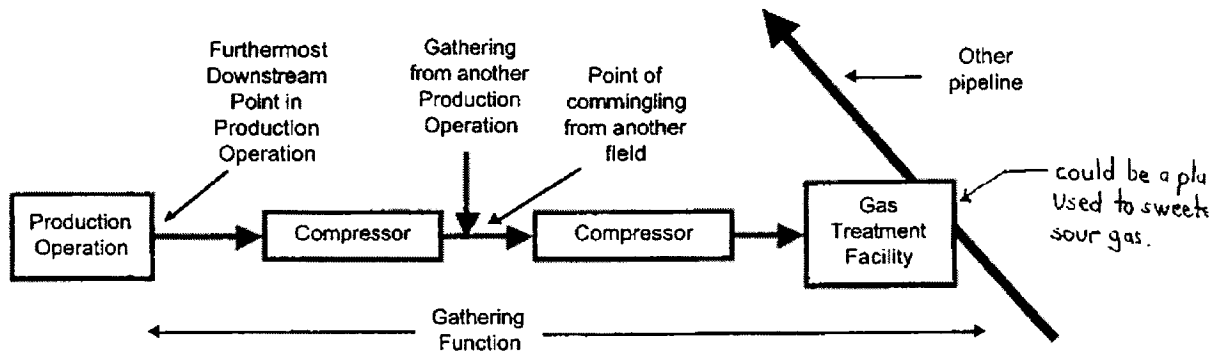 Furthermost
Downstream
Point in
Production
Operation
Gathering
from another
Production
Operation
Point of
commingling
from another
field
Other
pipeline
Production
Operation
Compressor
Compressor
Gas
Treatment
Facility
could be a
Used to
sour gas.
Gathering
Function